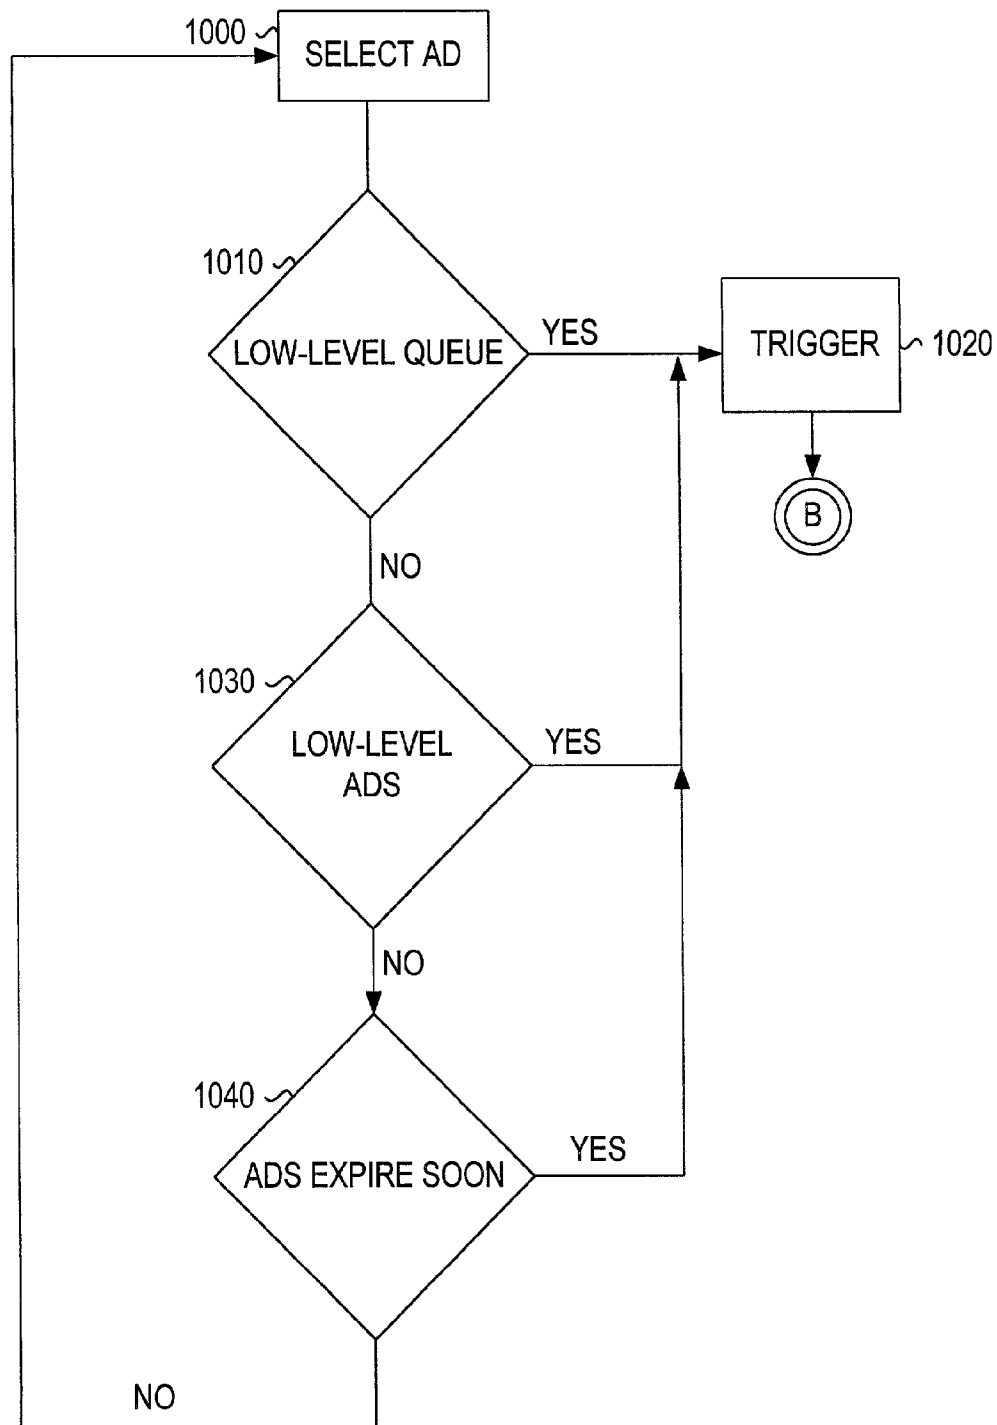 1000
SELECT AD
1010
LOW-LEVEL QUEUE
YES
TRIGGER
1020
B
NO
1030
LOW-LEVEL
ADS
YES
NO
1040
ADS EXPIRE SOON
YES
NO